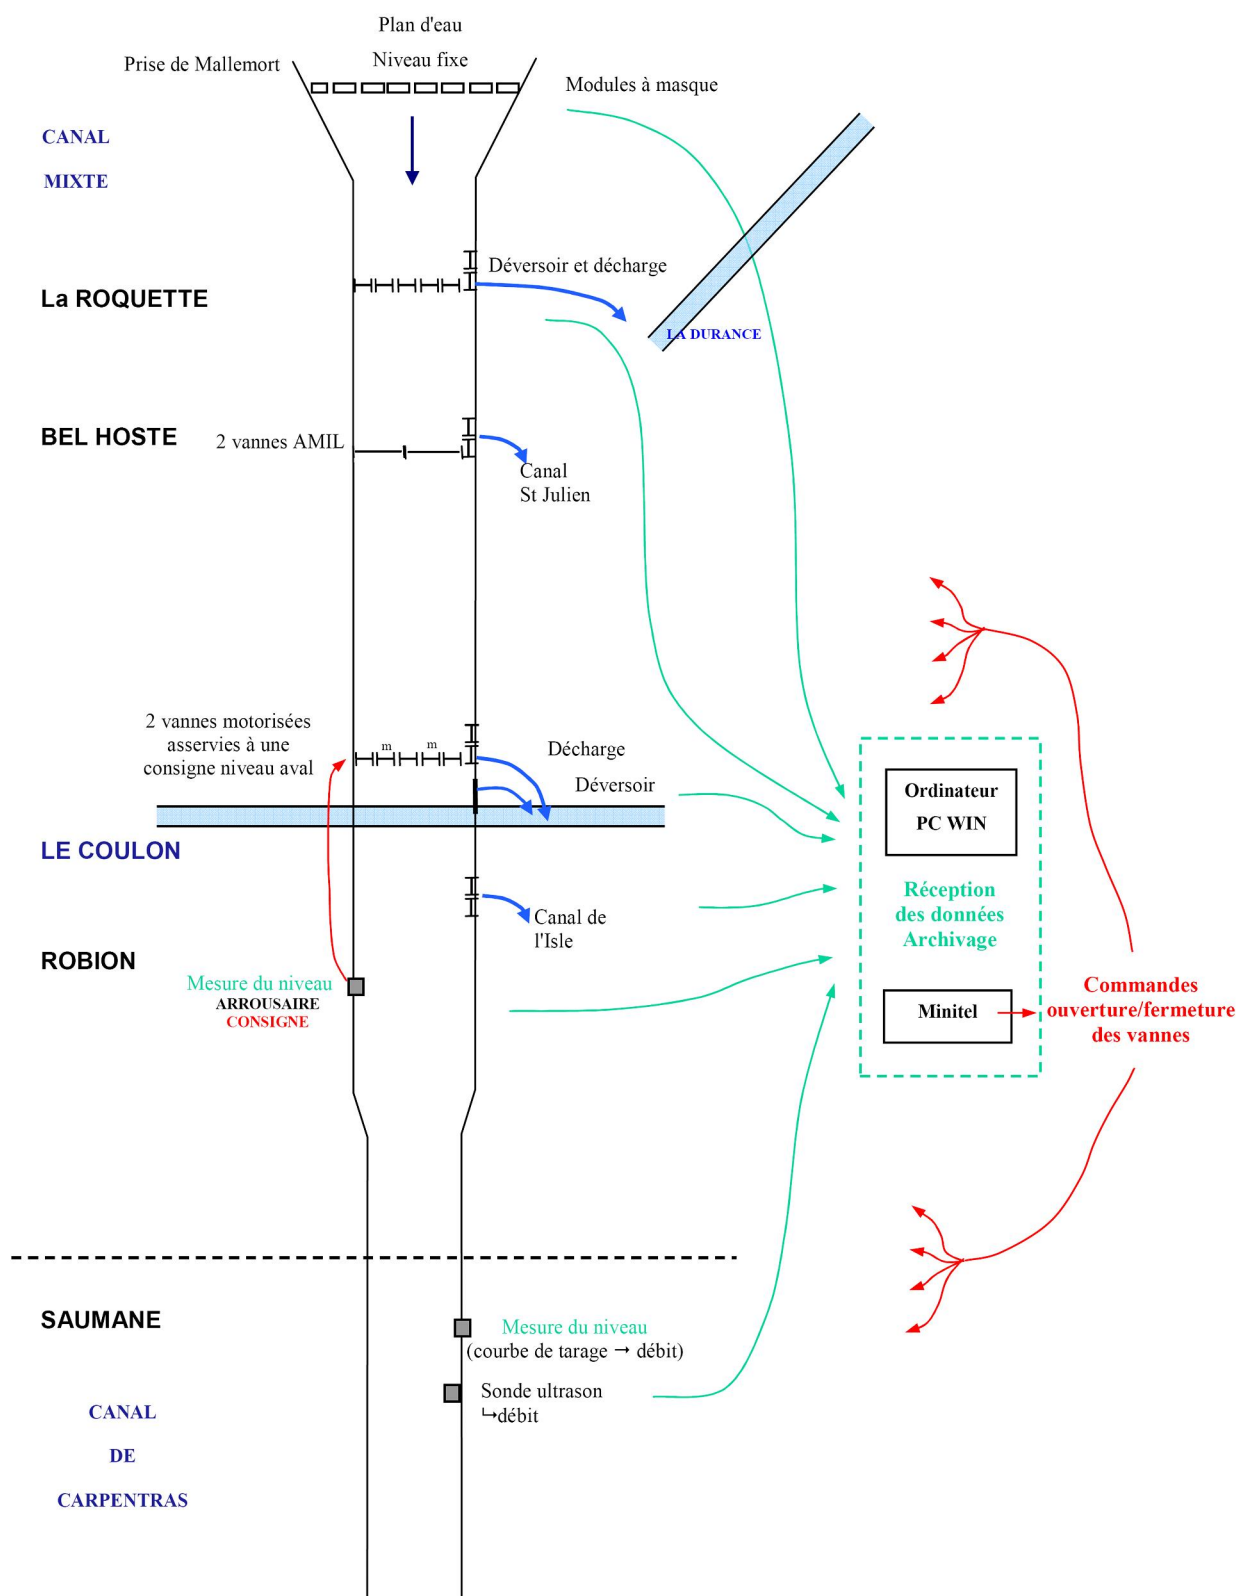 Plan d'eau
Niveau fixe
Prise de Mallemort
Modules à masque
CANAL
MIXTE
Déversoir et décharge
La ROQUETTE
LA DURANCE
BEL HOSTE
2 vannes AMIL
Canal
St Julien
2 vannes motorisées
asservies à une
consigne niveau aval
m
m
Décharge
Déversoir
Ordinateur
PC WIN
LE COULON
Réception
des données
Archivage
Canal de
l'Isle
ROBION
Mesure du niveau
ARROUSAIRE
CONSIGNE
Minitel
Commandes
ouverture/fermeture
des vannes
SAUMANE
Mesure du niveau
(courbe de tarage → débit)
Sonde ultrason
↳débit
CANAL
DE
CARPENTRAS